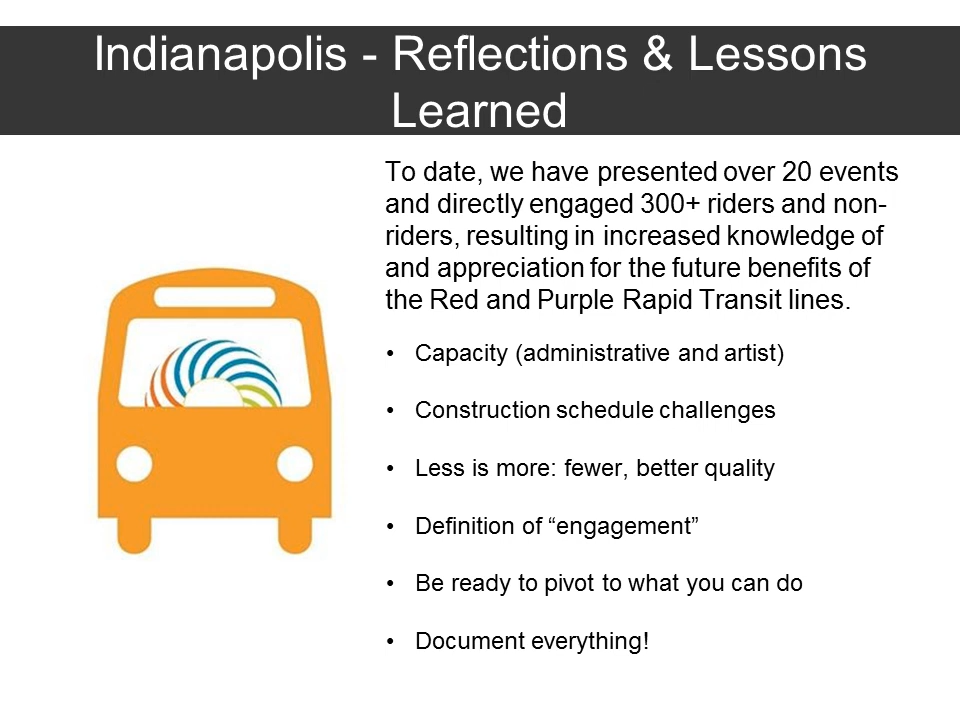 Indianapolis - Reflections & Lessons
Learned
To date, we have presented over 20 events
and directly engaged 300+ riders and non-
riders, resulting in increased knowledge of
and appreciation for the future benefits of
the Red and Purple Rapid Transit lines.
• Capacity (administrative and artist)
• Construction schedule challenges
• Less is more: fewer, better quality
• Definition of “engagement”
• Be ready to pivot to what you can do
• Document everything!